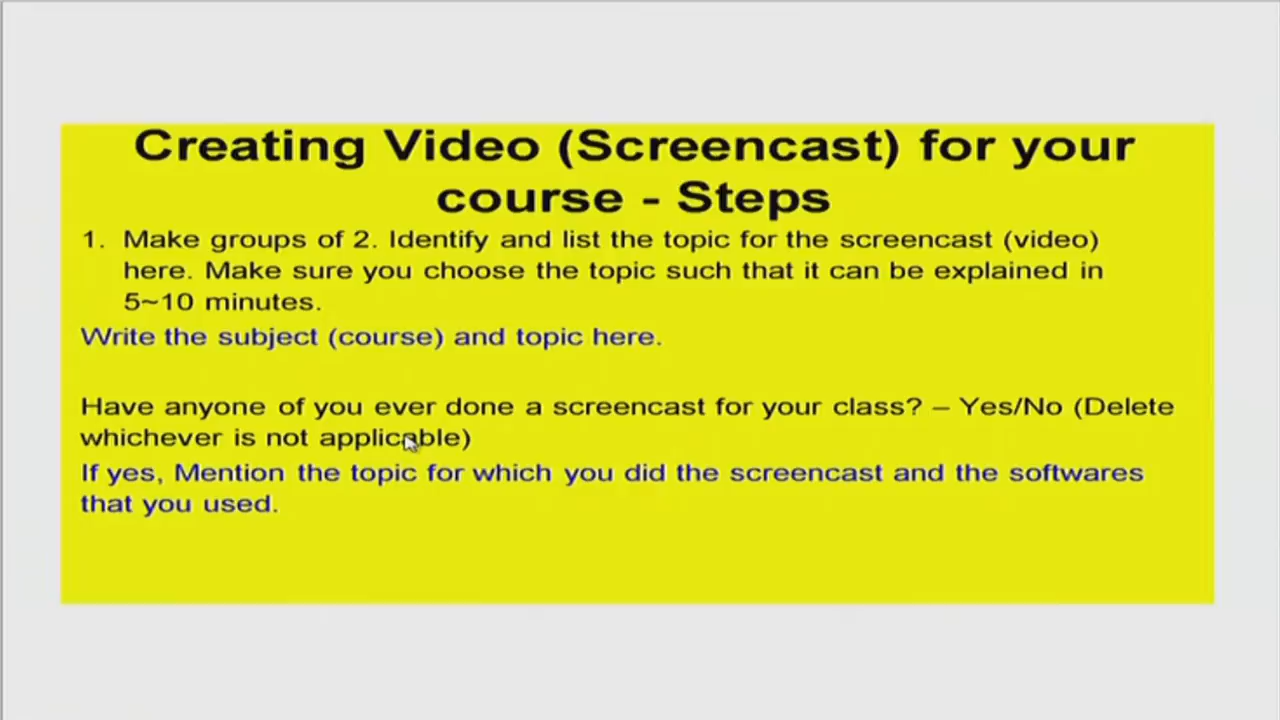 Creating Video (Screencast) for your
course - Steps
1. Make groups of 2. Identify and list the topic for the screencast (video)
here. Make sure you choose the topic such that it can be explained in
5~10 minutes.
Write the subject (course) and topic here.
Have anyone of you ever done a screencast for your class? – Yes/No (Delete
whichever is not applicable)
If yes, Mention the topic for which you did the screencast and the softwares
that you used.